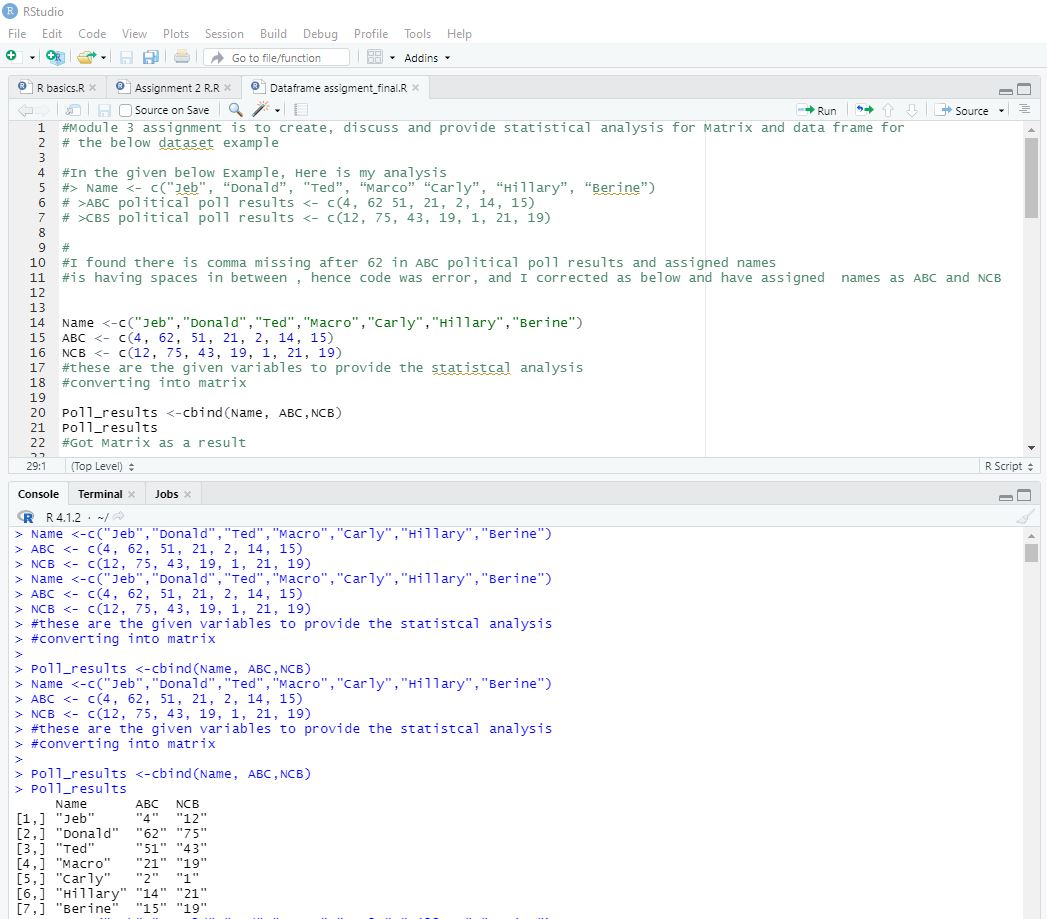 RStudio
File Edit Code View Plots Session Build Debug Profile Tools Help
Go to file/function Addins
R basics.R Assignment 2 R.R Dataframe assigment_final.R
Source on Save Run Source
1 #Module 3 assignment is to create, discuss and provide statistical analysis for Matrix and data frame for
2 # the below dataset example
3
4 #In the given below Example, Here is my analysis
5 #> Name <- c("Jeb", “Donald”, "Ted”, “Marco” “Carly”, “Hillary”, “Berine”)
6 # >ABC political poll results <- c(4, 62 51, 21, 2, 14, 15)
7 # >CBS political poll results <- c(12, 75, 43, 19, 1, 21, 19)
8
9 #
10 #I found there is comma missing after 62 in ABC political poll results and assigned names
11 #is having spaces in between , hence code was error, and I corrected as below and have assigned  names as ABC and NCB
12
13
14 Name <-c("Jeb","Donald","Ted","Macro","Carly","Hillary","Berine")
15 ABC <- c(4, 62, 51, 21, 2, 14, 15)
16 NCB <- c(12, 75, 43, 19, 1, 21, 19)
17 #these are the given variables to provide the statistcal analysis
18 #converting into matrix
19
20 Poll_results <-cbind(Name, ABC,NCB)
21 Poll_results
22 #Got Matrix as a result
29:1 (Top Level) R Script
Console Terminal Jobs
R 4.1.2 · ~/
> Name <-c("Jeb","Donald","Ted","Macro","Carly","Hillary","Berine")
> ABC <- c(4, 62, 51, 21, 2, 14, 15)
> NCB <- c(12, 75, 43, 19, 1, 21, 19)
> Name <-c("Jeb","Donald","Ted","Macro","Carly","Hillary","Berine")
> ABC <- c(4, 62, 51, 21, 2, 14, 15)
> NCB <- c(12, 75, 43, 19, 1, 21, 19)
> #these are the given variables to provide the statistcal analysis
> #converting into matrix
>
> Poll_results <-cbind(Name, ABC,NCB)
> Name <-c("Jeb","Donald","Ted","Macro","Carly","Hillary","Berine")
> ABC <- c(4, 62, 51, 21, 2, 14, 15)
> NCB <- c(12, 75, 43, 19, 1, 21, 19)
> #these are the given variables to provide the statistcal analysis
> #converting into matrix
>
> Poll_results <-cbind(Name, ABC,NCB)
> Poll_results
     Name      ABC  NCB
[1,] "Jeb"     "4"  "12"
[2,] "Donald"  "62" "75"
[3,] "Ted"     "51" "43"
[4,] "Macro"   "21" "19"
[5,] "Carly"   "2"  "1"
[6,] "Hillary" "14" "21"
[7,] "Berine"  "15" "19"